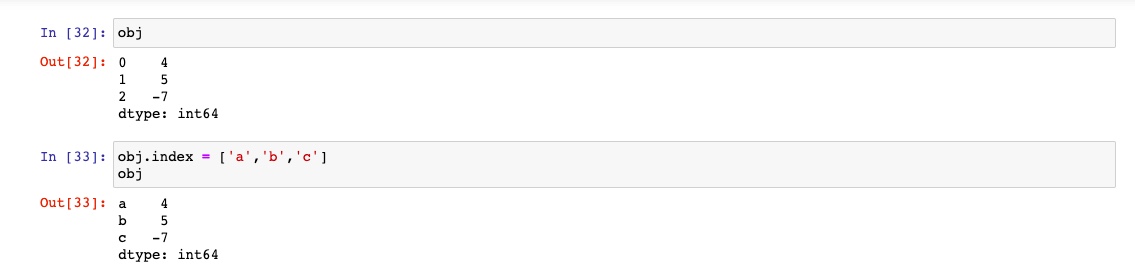 In [32]: obj
Out[32]: 0    4
1    5
2   -7
dtype: int64
In [33]: obj.index = ['a','b','c']
obj
Out[33]: a    4
b    5
c   -7
dtype: int64